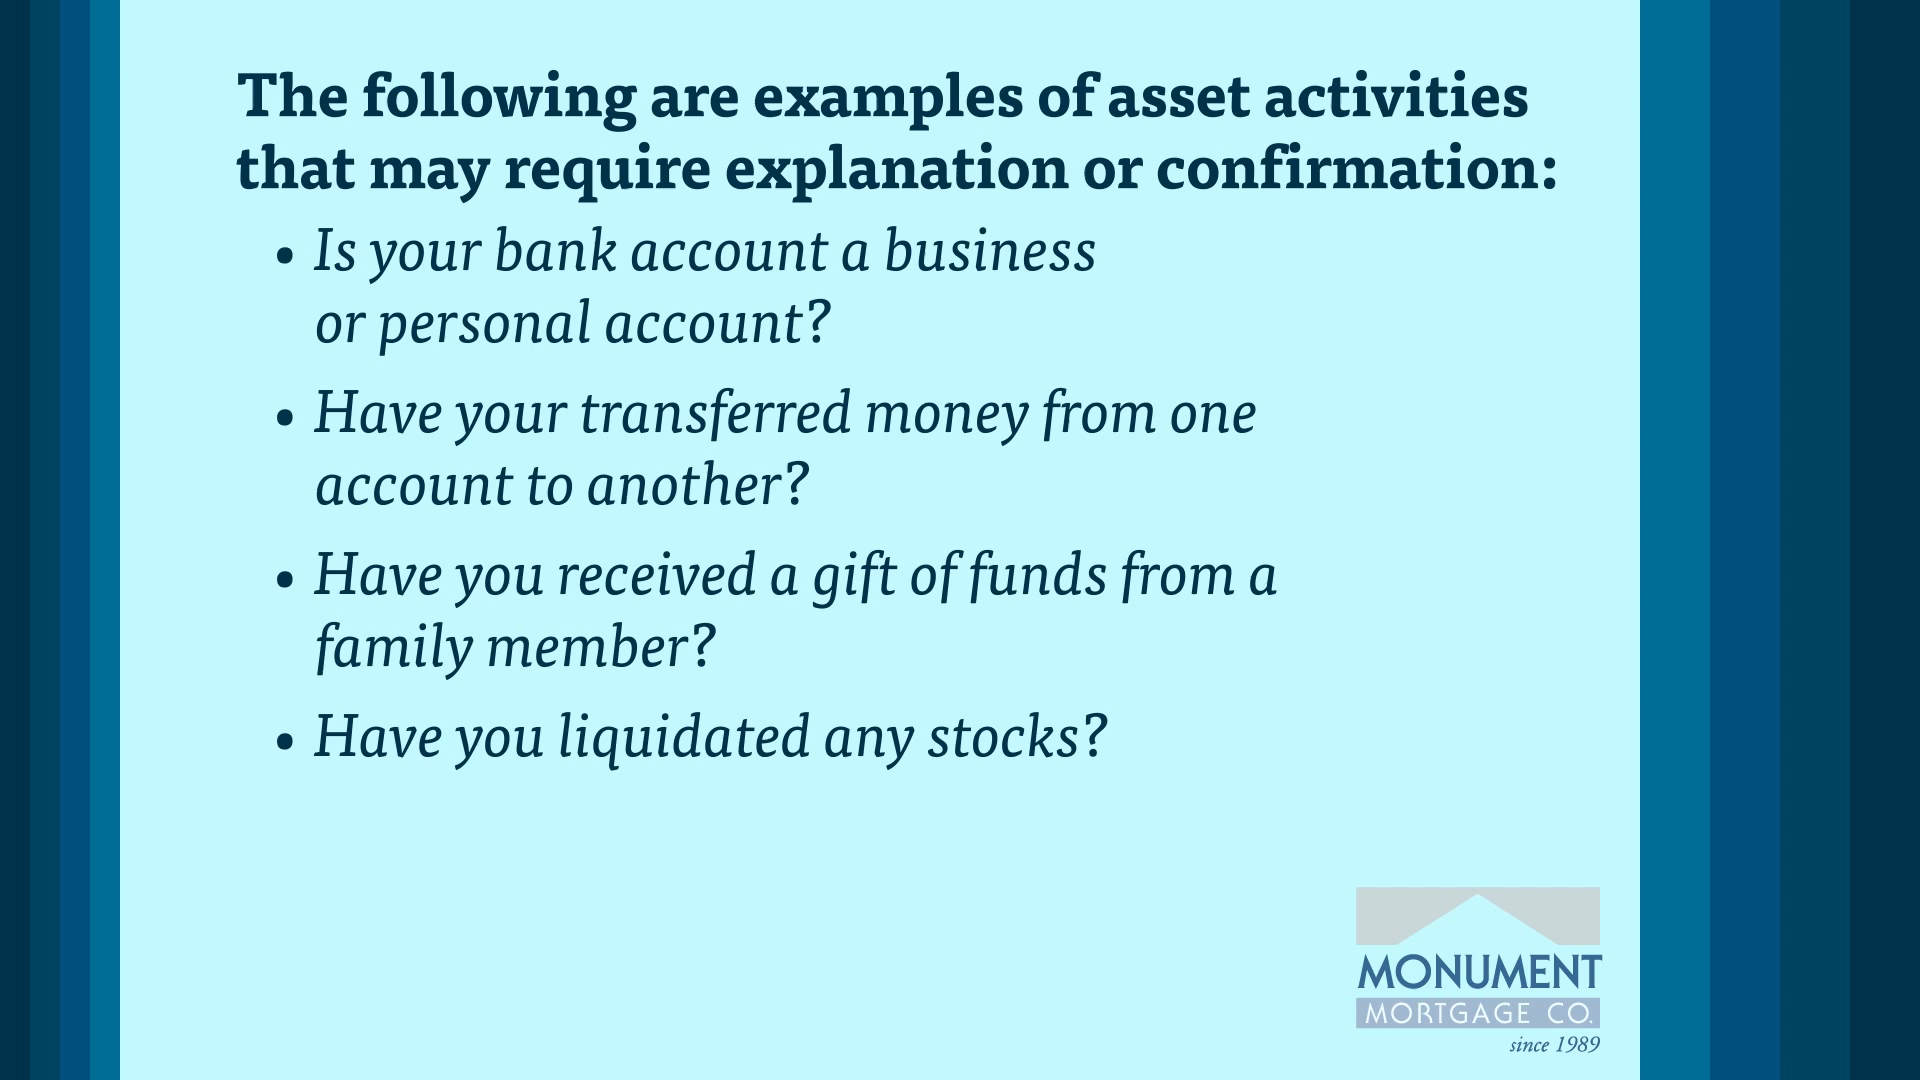 The following are examples of asset activities
that may require explanation or confirmation:
• Is your bank account a business
or personal account?
• Have your transferred money from one
account to another?
• Have you received a gift of funds from a
family member?
• Have you liquidated any stocks?
MONUMENT
MORTGAGE CO.
since 1989